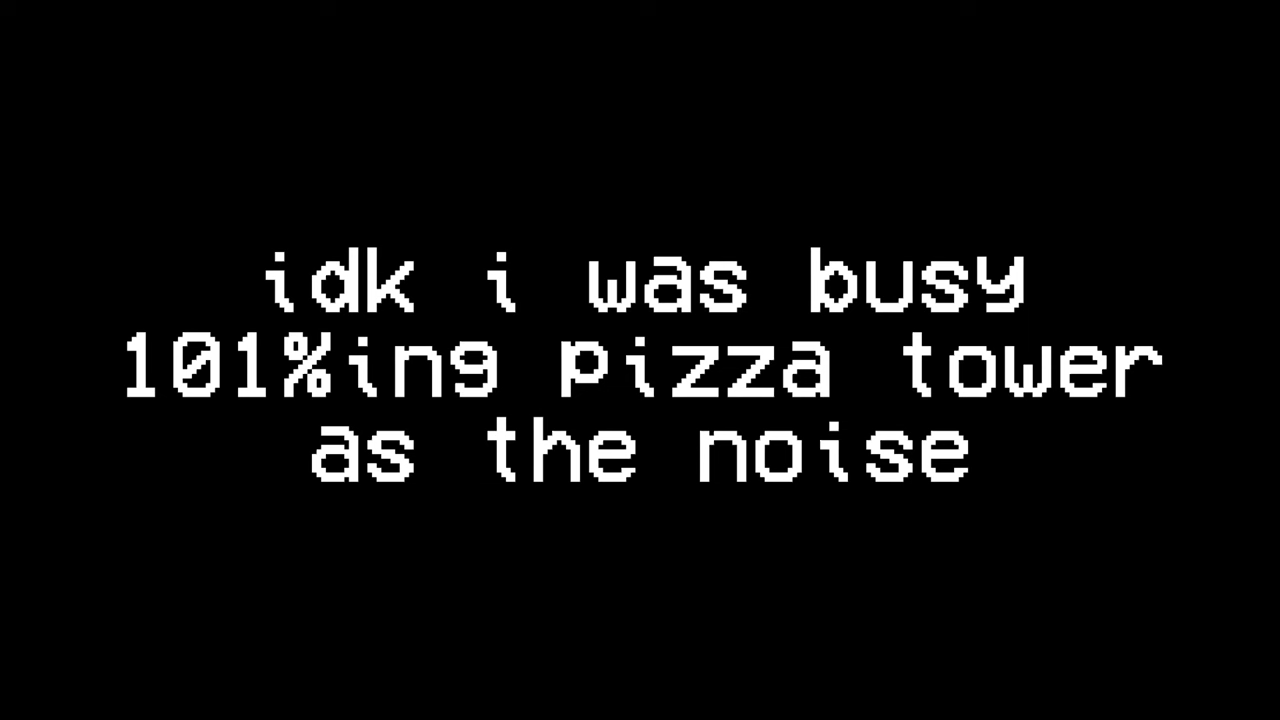 idk i was busy
101%ing pizza tower
as the noise